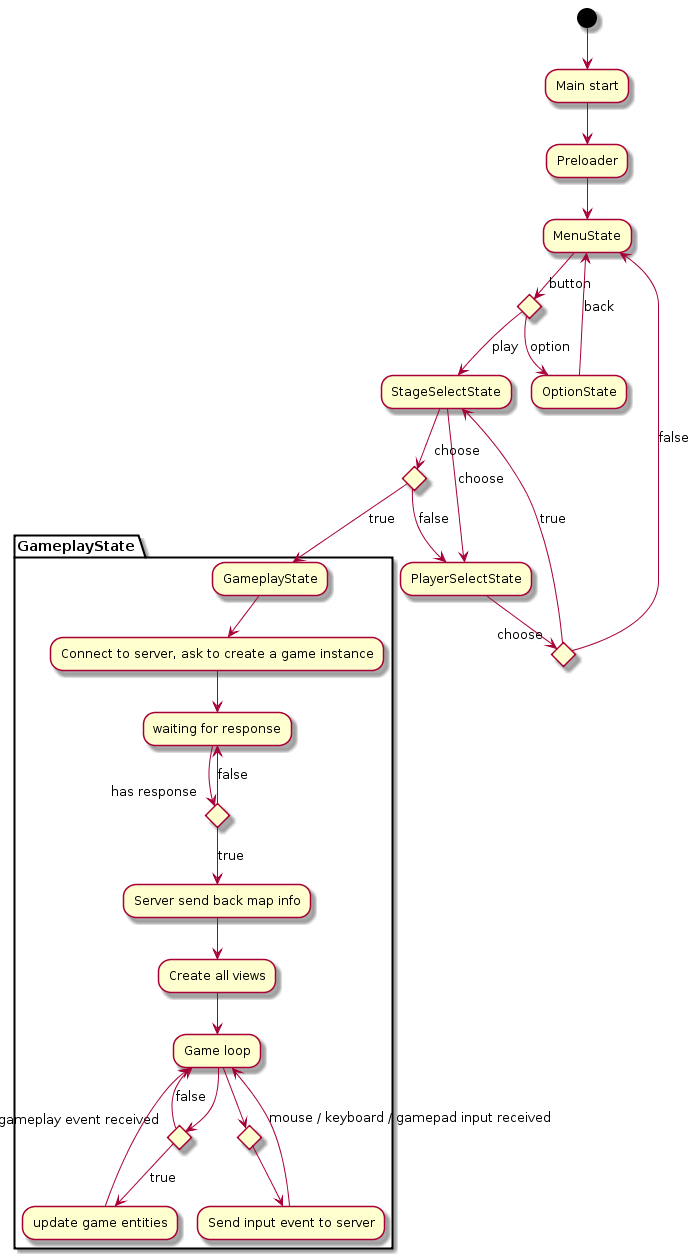 Main start
Preloader
MenuState
button
back
play
option
StageSelectState
OptionState
false
choose
choose
true
false
true
GameplayState
GameplayState
PlayerSelectState
choose
Connect to server, ask to create a game instance
waiting for response
false
has response
true
Server send back map info
Create all views
Game loop
false
gameplay event received
mouse / keyboard / gamepad input received
true
update game entities
Send input event to server